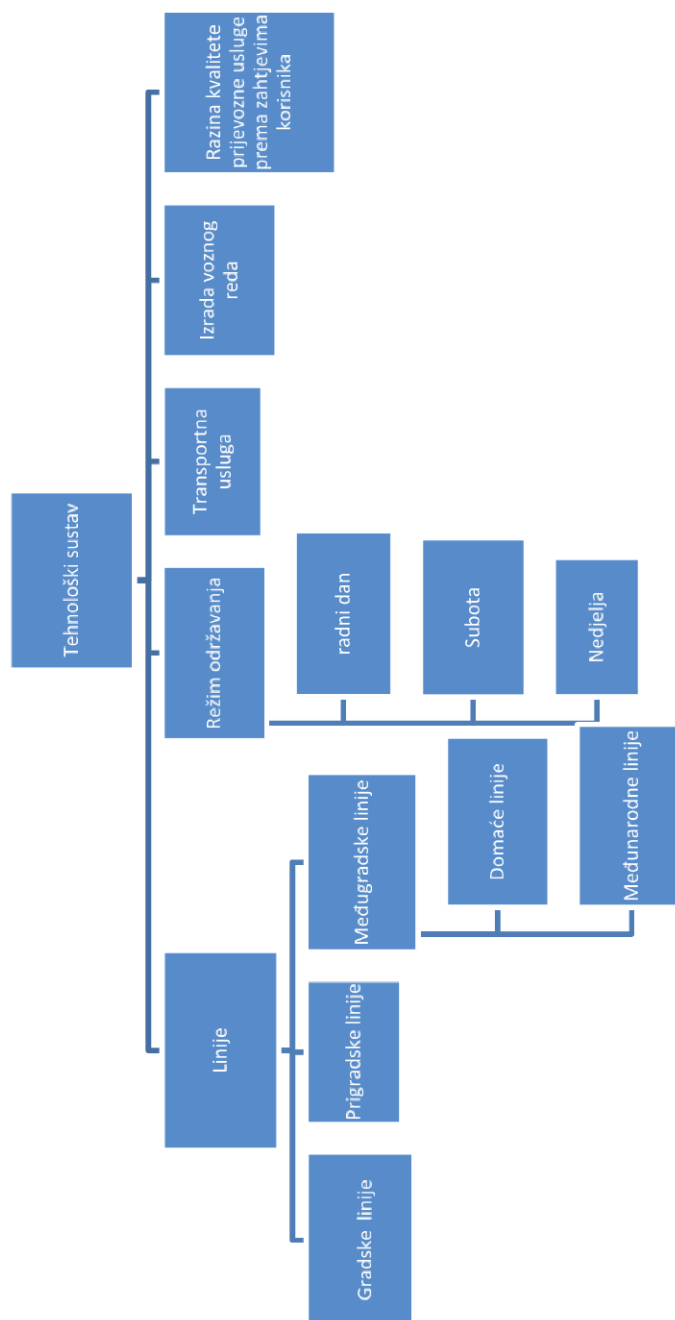 Tehnološki sustav
Linije
Režim održavanja
Transportna
usluga
Izrada voznog
reda
Razina kvalitete
prijevozne usluge
prema zahtjevima
korisnika
Gradske linije
Prigradske linije
Međugradske linije
Domaće linije
Međunarodne linije
radni dan
Subota
Nedjelja